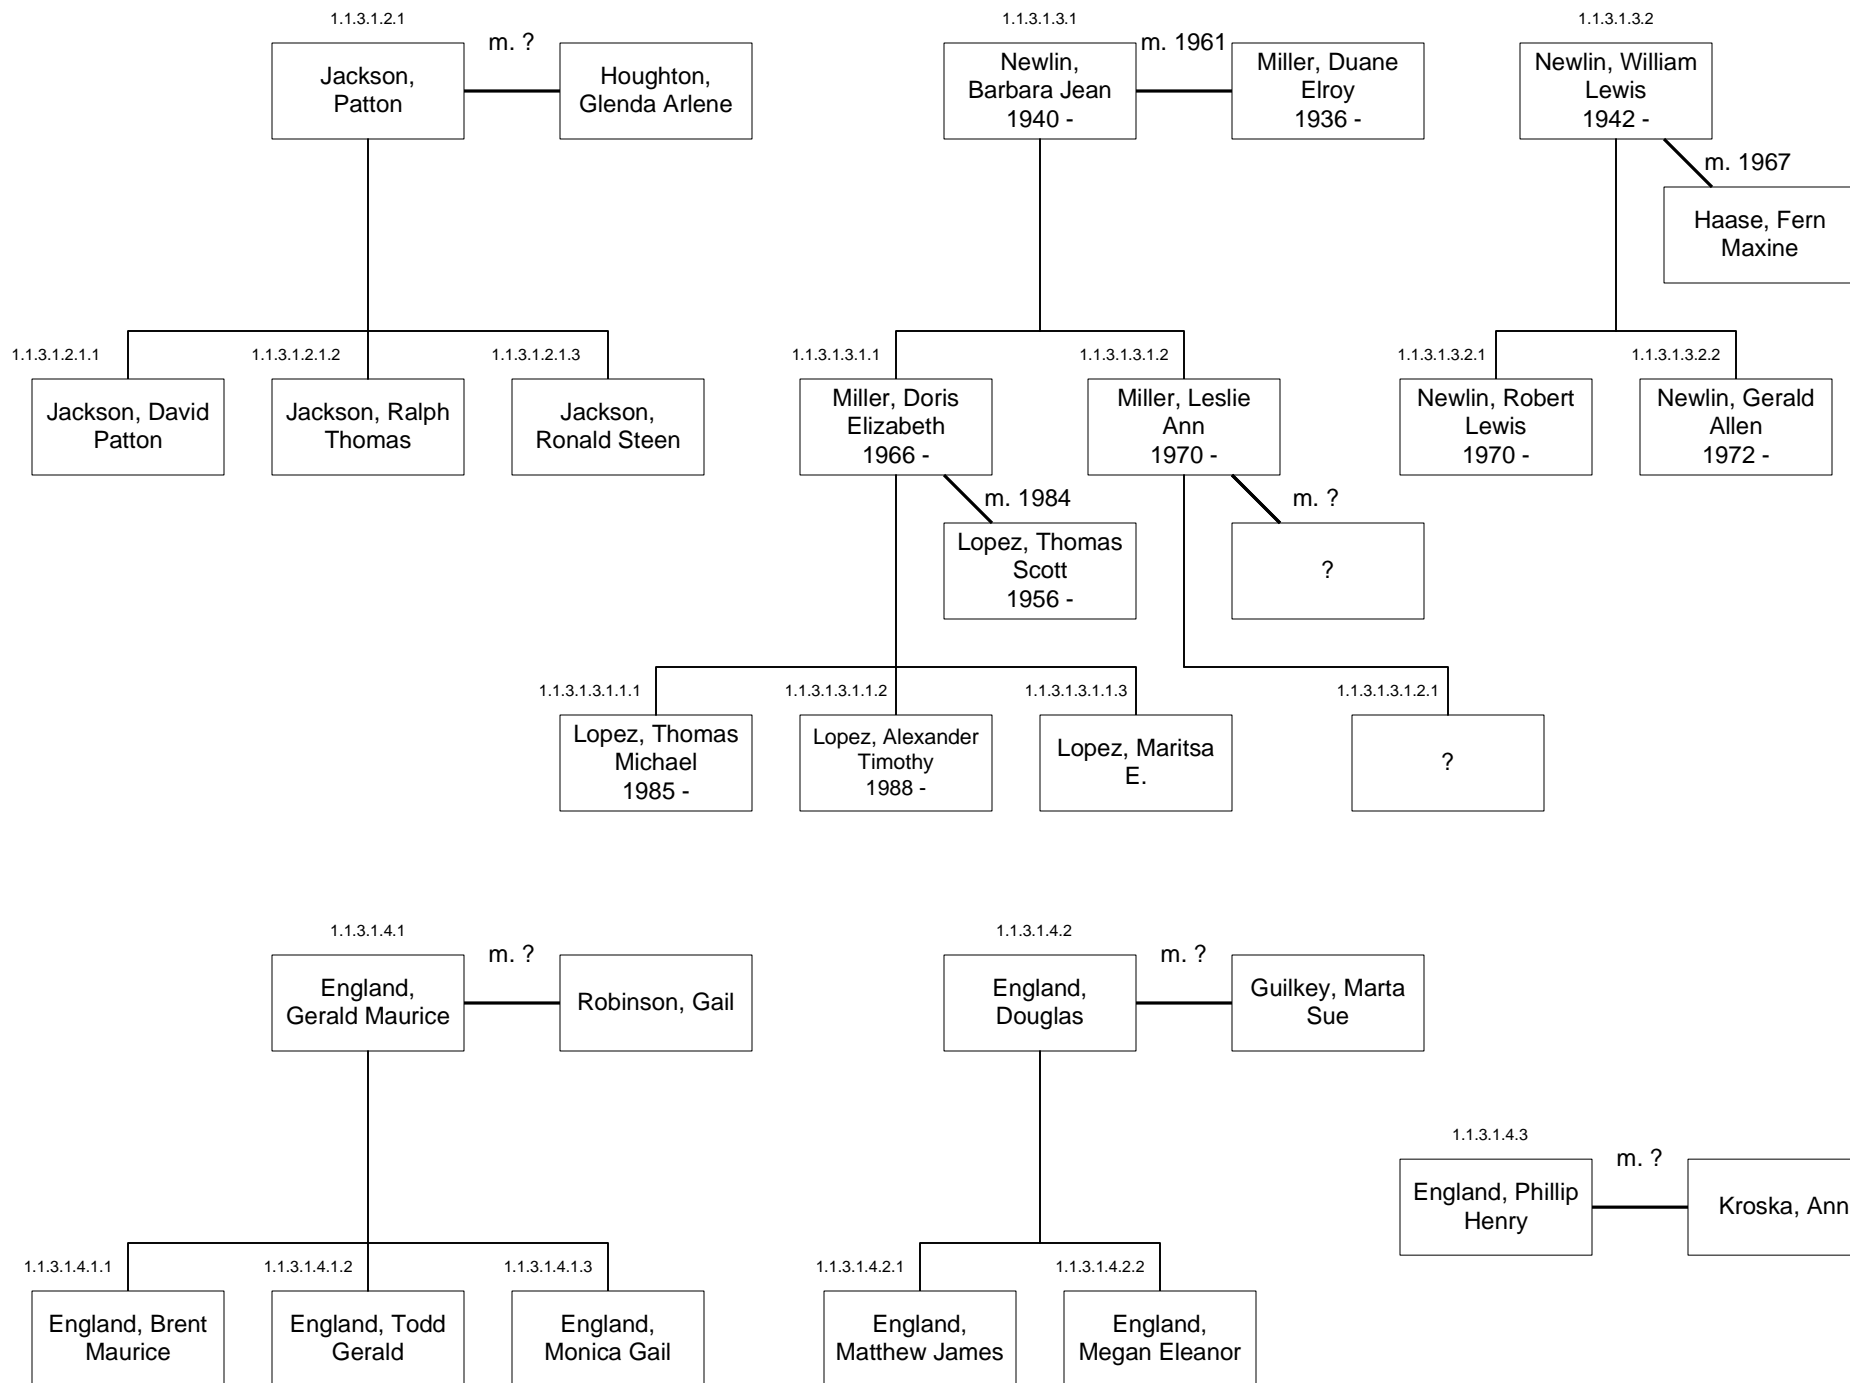 1.1.3.1.2.1
Jackson,
Patton
m. ?
Houghton,
Glenda Arlene
1.1.3.1.3.1
Newlin,
Barbara Jean
1940 -
m. 1961
Miller, Duane
Elroy
1936 -
1.1.3.1.3.2
Newlin, William
Lewis
1942 -
m. 1967
Haase, Fern
Maxine
1.1.3.1.2.1.1
Jackson, David
Patton
1.1.3.1.2.1.2
Jackson, Ralph
Thomas
1.1.3.1.2.1.3
Jackson,
Ronald Steen
1.1.3.1.3.1.1
Miller, Doris
Elizabeth
1966 -
1.1.3.1.3.1.2
Miller, Leslie
Ann
1970 -
1.1.3.1.3.2.1
Newlin, Robert
Lewis
1970 -
1.1.3.1.3.2.2
Newlin, Gerald
Allen
1972 -
m. 1984
Lopez, Thomas
Scott
1956 -
m. ?
?
1.1.3.1.3.1.1.1
Lopez, Thomas
Michael
1985 -
1.1.3.1.3.1.1.2
Lopez, Alexander
Timothy
1988 -
1.1.3.1.3.1.1.3
Lopez, Maritsa
E.
1.1.3.1.3.1.2.1
?
1.1.3.1.4.1
England,
Gerald Maurice
m. ?
Robinson, Gail
1.1.3.1.4.2
England,
Douglas
m. ?
Guilkey, Marta
Sue
1.1.3.1.4.3
England, Phillip
Henry
m. ?
Kroska, Ann
1.1.3.1.4.1.1
England, Brent
Maurice
1.1.3.1.4.1.2
England, Todd
Gerald
1.1.3.1.4.1.3
England,
Monica Gail
1.1.3.1.4.2.1
England,
Matthew James
1.1.3.1.4.2.2
England,
Megan Eleanor